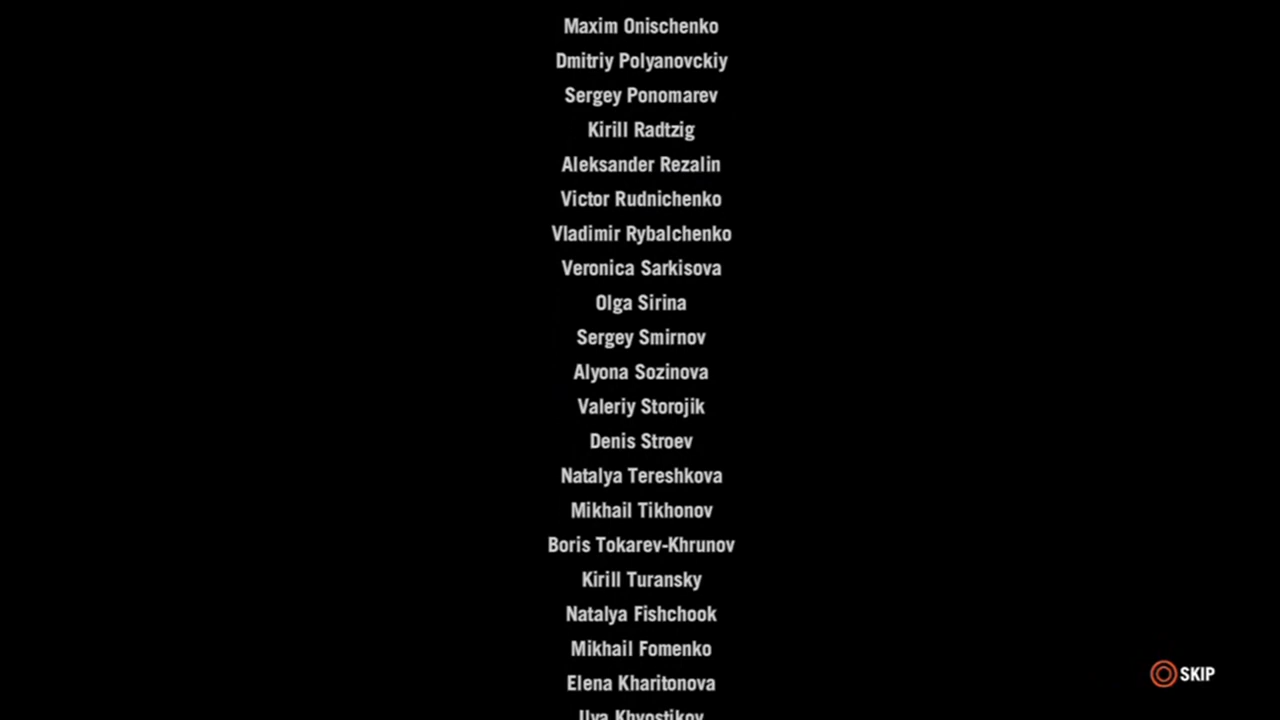 Maxim Onischenko
Dmitriy Polyanovckiy
Sergey Ponomarev
Kirill Radtzig
Aleksander Rezalin
Victor Rudnichenko
Vladimir Rybalchenko
Veronica Sarkisova
Olga Sirina
Sergey Smirnov
Alyona Sozinova
Valeriy Storojik
Denis Stroev
Natalya Tereshkova
Mikhail Tikhonov
Boris Tokarev-Khrunov
Kirill Turansky
Natalya Fishchook
Mikhail Fomenko
Elena Kharitonova
Ilya Khvostikov
SKIP